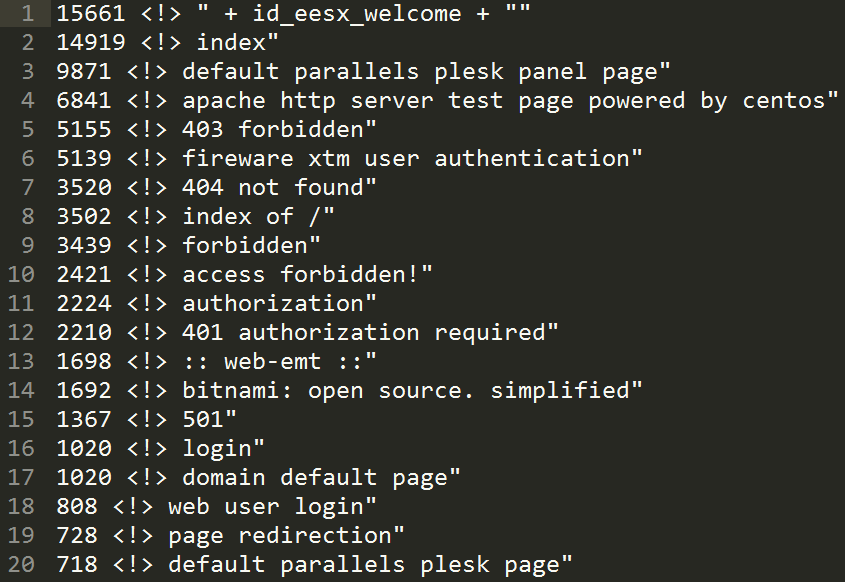 1 15661 <!> " + id_eesx_welcome + ""
2 14919 <!> index"
3 9871 <!> default parallels plesk panel page"
4 6841 <!> apache http server test page powered by centos"
5 5155 <!> 403 forbidden"
6 5139 <!> fireware xtm user authentication"
7 3520 <!> 404 not found"
8 3502 <!> index of /"
9 3439 <!> forbidden"
10 2421 <!> access forbidden!"
11 2224 <!> authorization"
12 2210 <!> 401 authorization required"
13 1698 <!> :: web-emt ::"
14 1692 <!> bitnami: open source. simplified"
15 1367 <!> 501"
16 1020 <!> login"
17 1020 <!> domain default page"
18 808 <!> web user login"
19 728 <!> page redirection"
20 718 <!> default parallels plesk page"